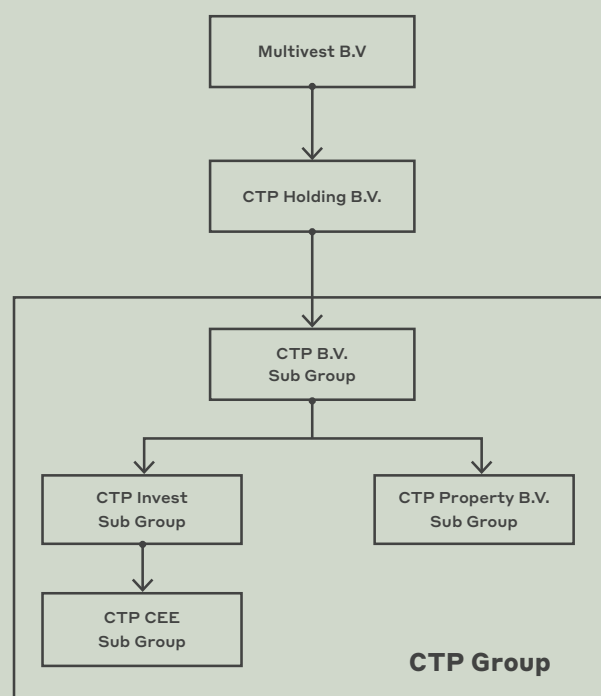 Multivest B.V
CTP Holding B.V.
CTP B.V.
Sub Group
CTP Invest
Sub Group
CTP Property B.V.
Sub Group
CTP CEE
Sub Group
CTP Group